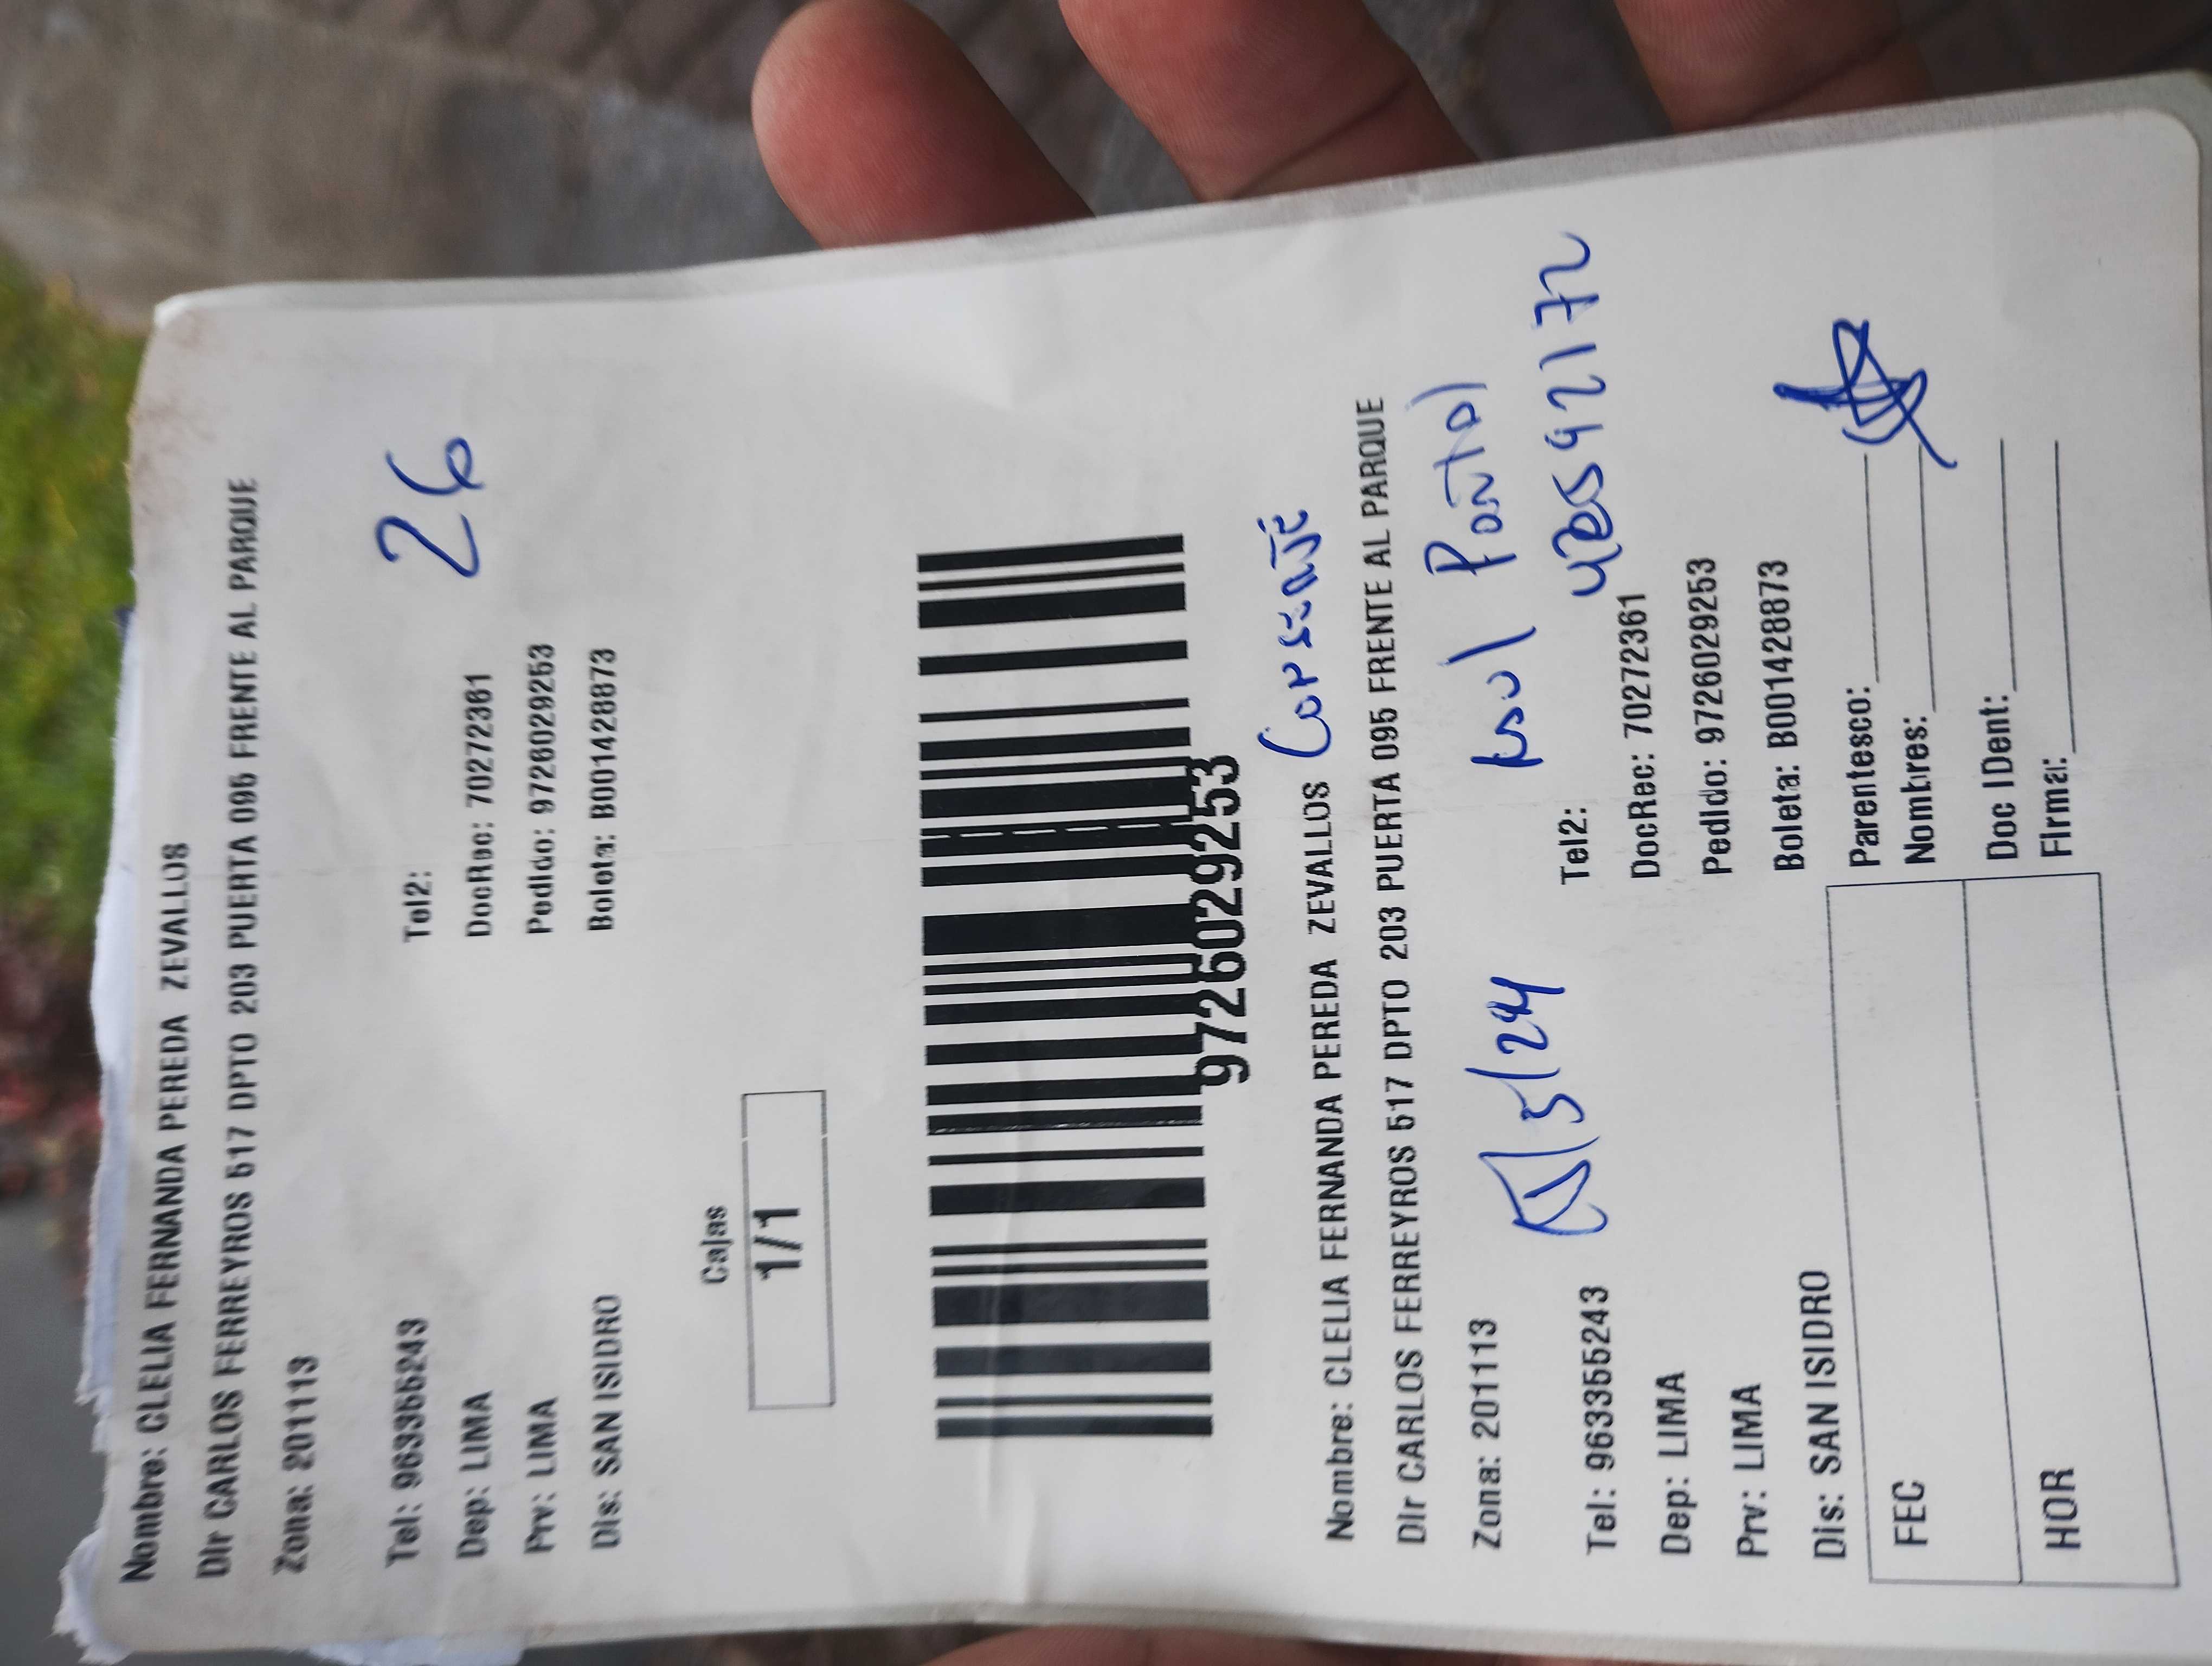 Nombre: CLELIA FERNANDA PEREDA ZEVALLOS
Dir CARLOS FERREYROS 517 DPTO 203 PUERTA 095 FRENTE AL PARQUE
Zona: 201113
Tel: 963355243 Tel2:
26
Dep: LIMA DocRec: 70272361
Prv: LIMA Pedido: 9726029253
Dis: SAN ISIDRO Boleta: B001428873
Cajas
1/1
9726029253
Nombre: CLELIA FERNANDA PEREDA ZEVALLOS
Dir CARLOS FERREYROS 517 DPTO 203 PUERTA 095 FRENTE AL PARQUE
Zona: 201113
Tel: 963355243 Tel2:
Dep: LIMA DocRec: 70272361
Prv: LIMA Pedido: 9726029253
Dis: SAN ISIDRO Boleta: B001428873
FEC Parentesco:
Nombres:
HOR Doc IDent:
Firma: